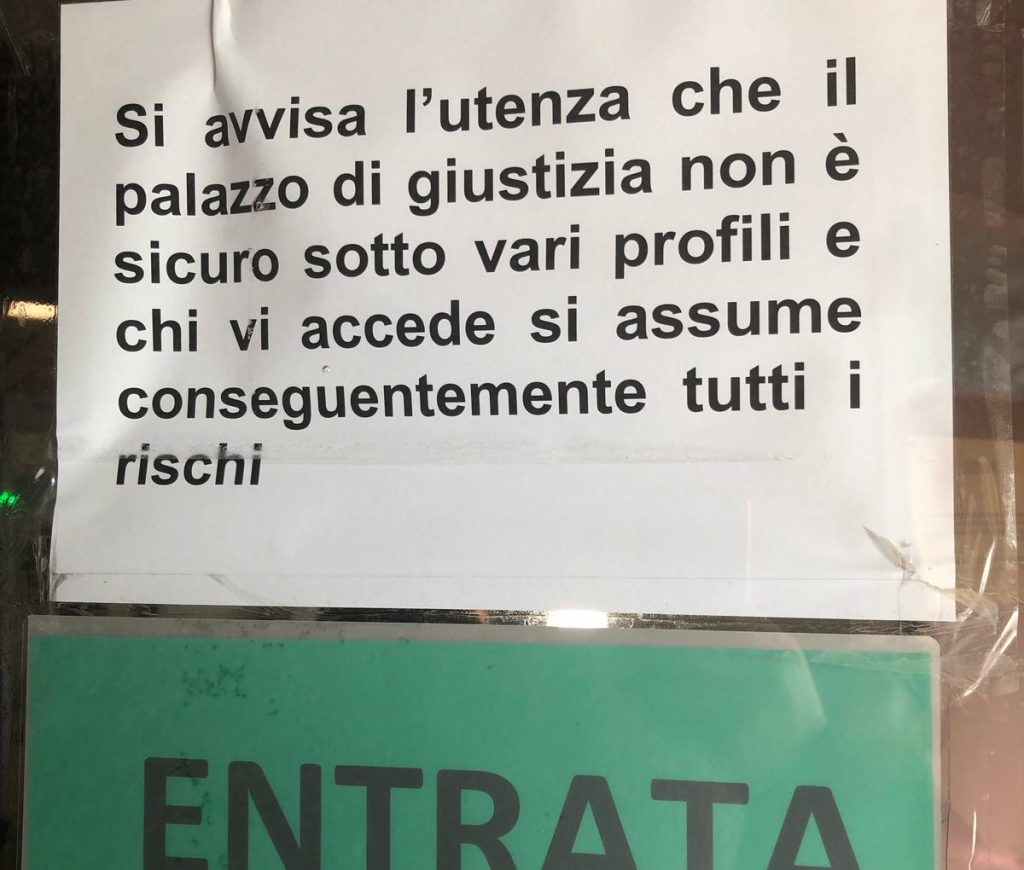 Si avvisa l’utenza che il
palazzo di giustizia non è
sicuro sotto vari profili e
chi vi accede si assume
conseguentemente tutti i
rischi
ENTRATA